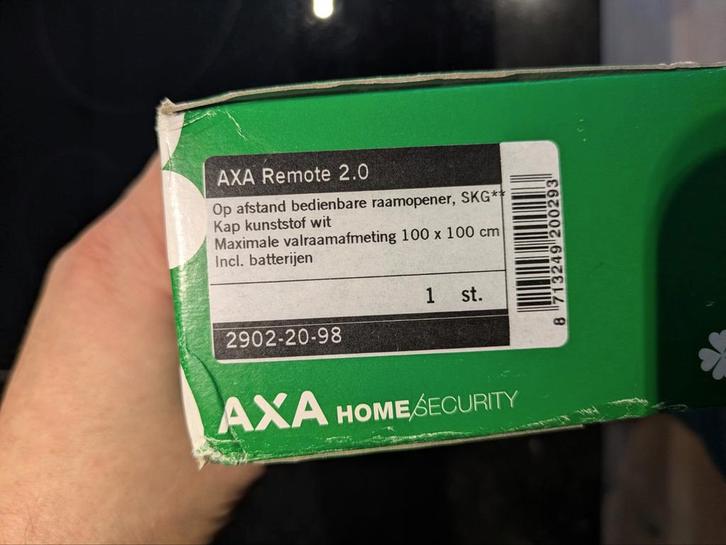 AXA Remote 2.0
Op afstand bedienbare raamopener, SKG**
Kap kunststof wit
Maximale valraamafmeting 100 x 100 cm
Incl. batterijen
1 st.
2902-20-98
8 713249 200293
AXA HOME/SECURITY